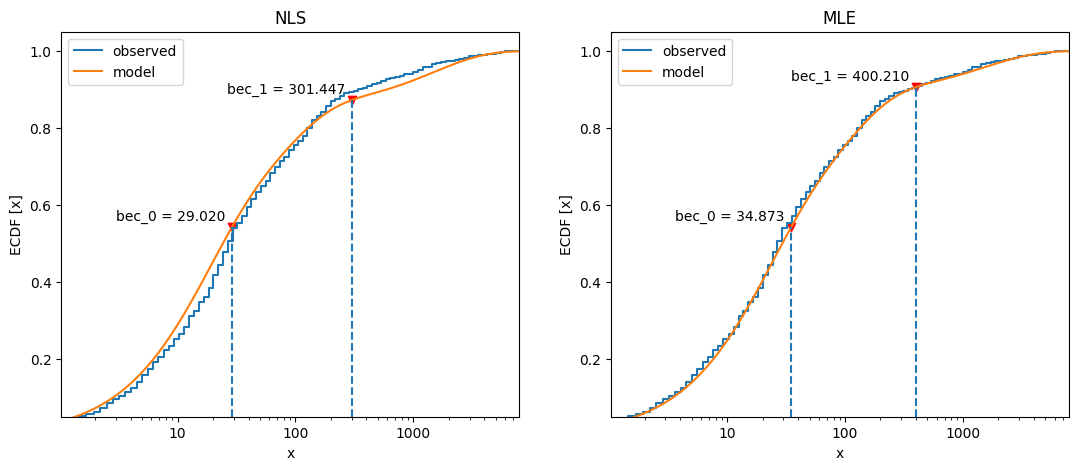 NLS
observed
model
bec_1 = 301.447
bec_0 = 29.020
1.0
0.8
0.6
0.4
0.2
ECDF [x]
10
100
1000
x
MLE
observed
model
bec_1 = 400.210
bec_0 = 34.873
1.0
0.8
0.6
0.4
0.2
ECDF [x]
10
100
1000
x